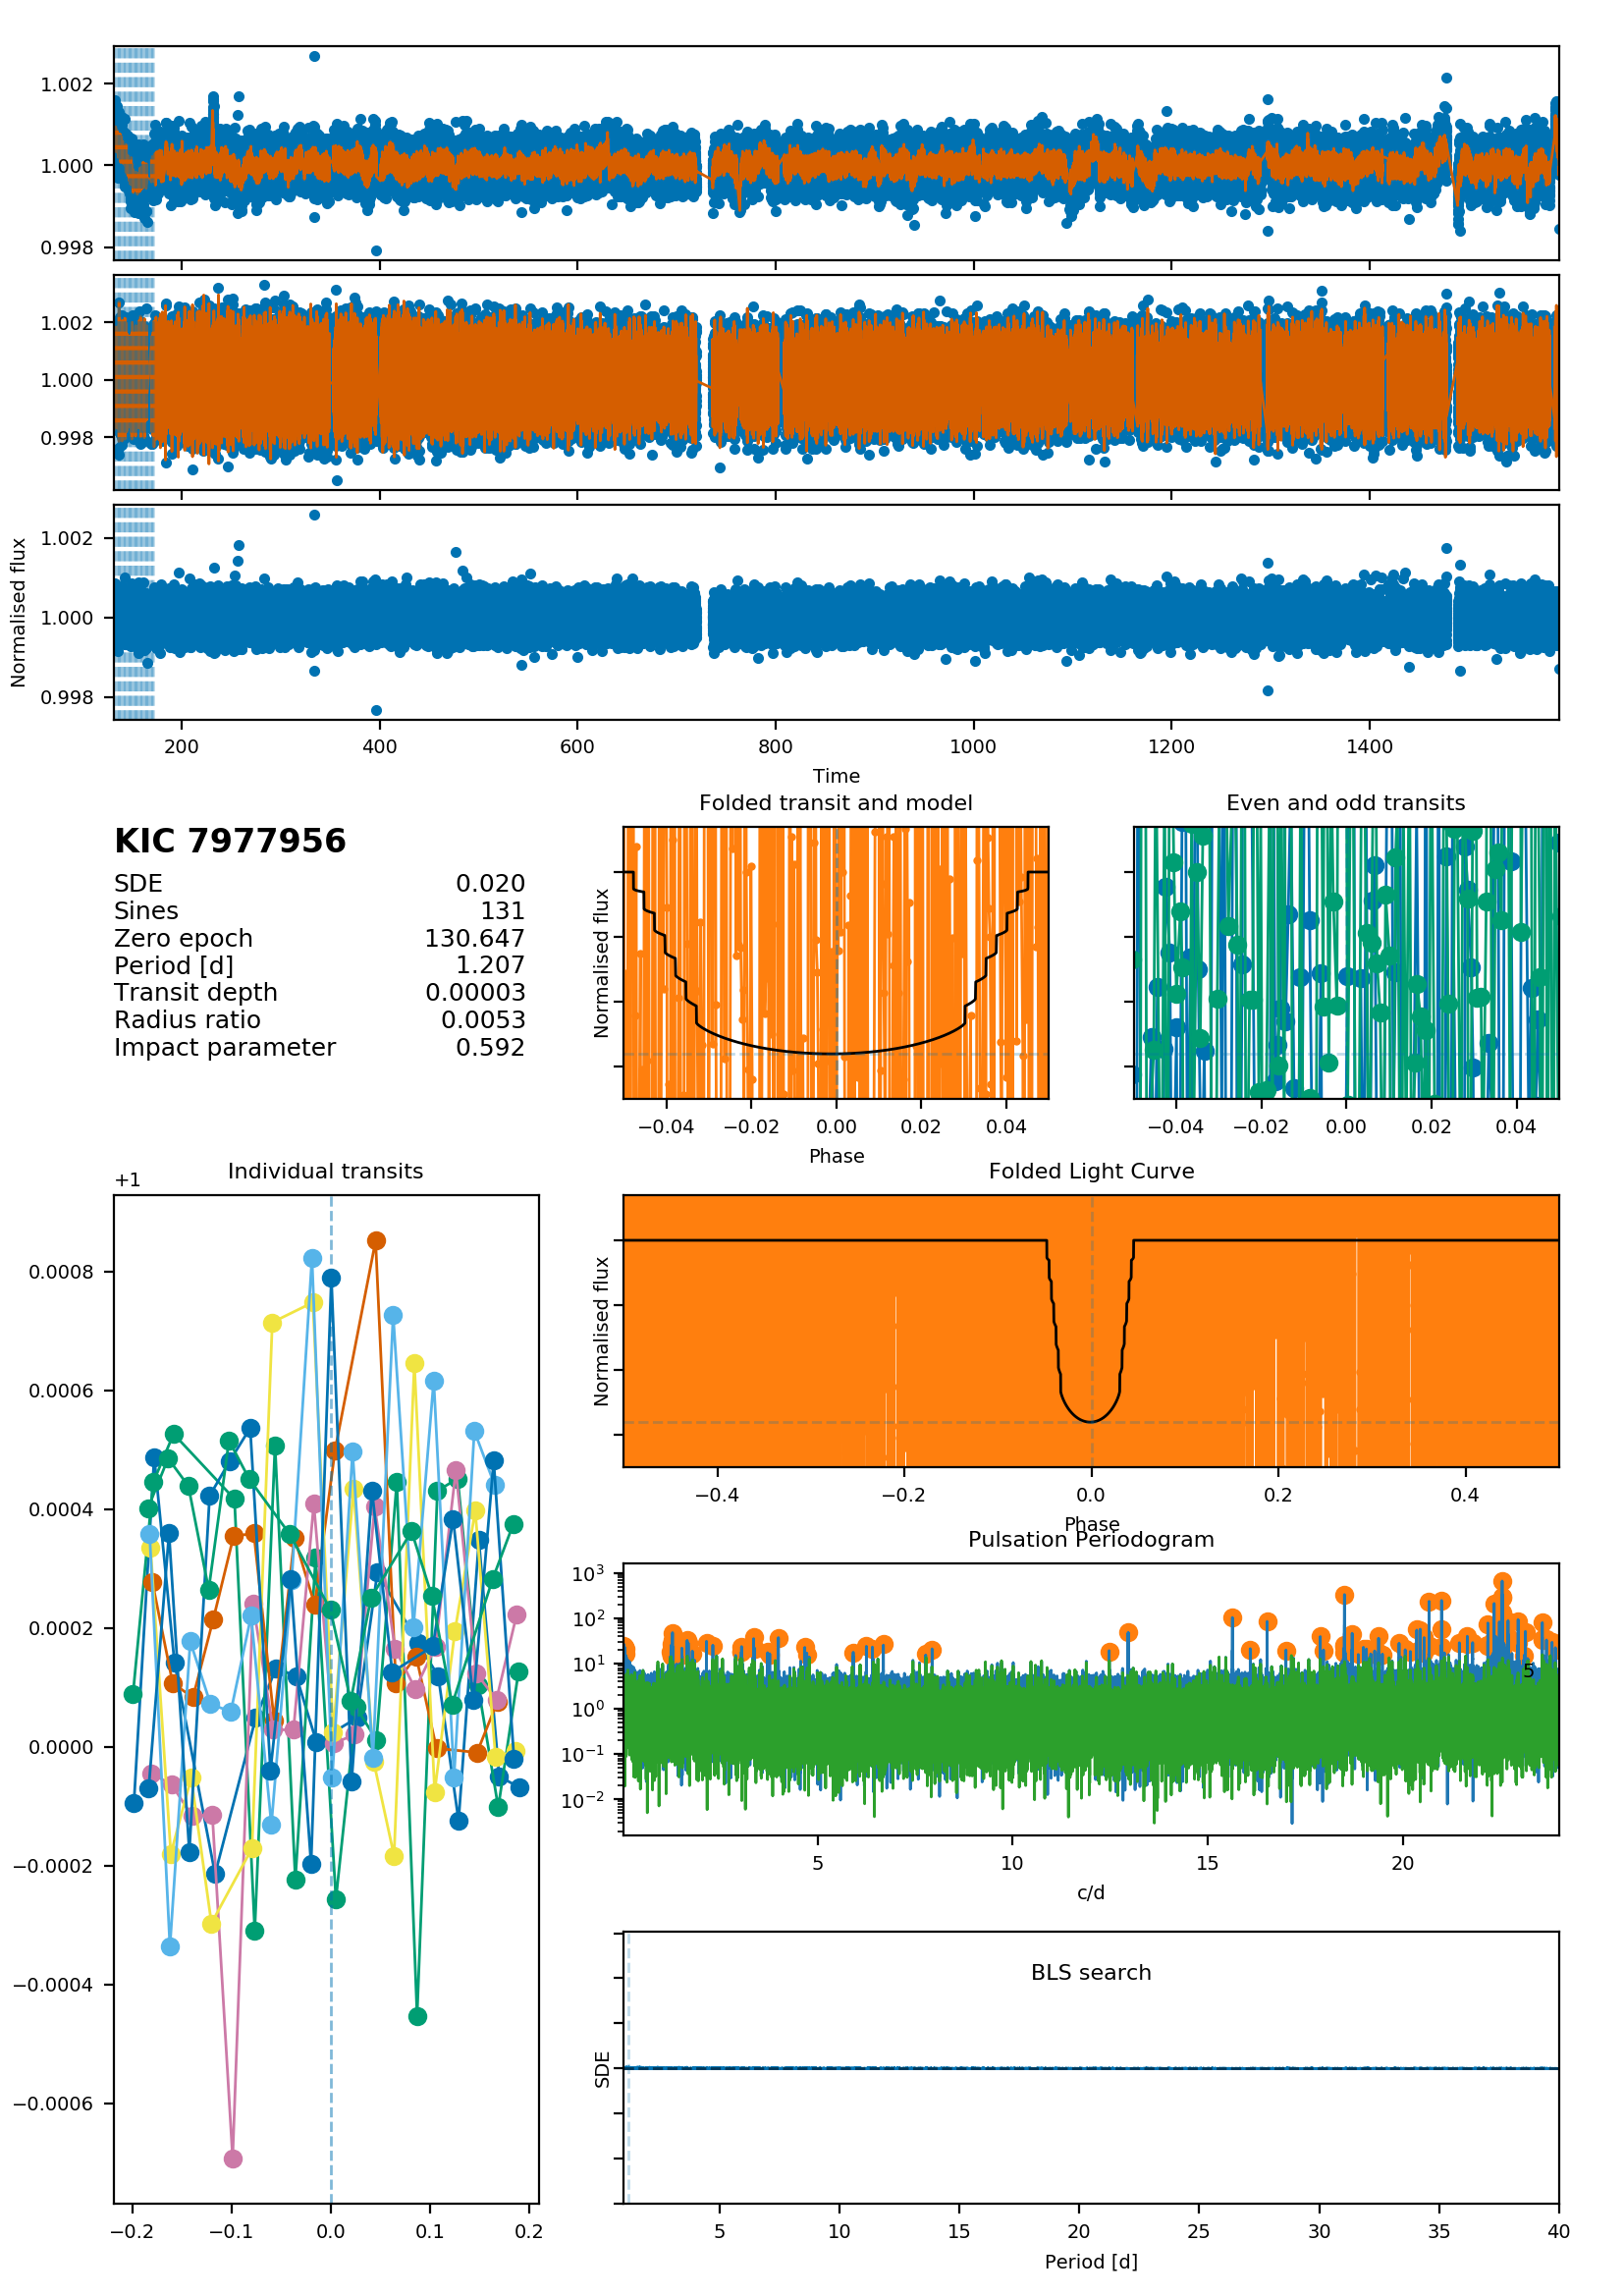 1.002
1.000
0.998
1.002
1.000
0.998
1.002
1.000
0.998
Normalised flux
200 400 600 800 1000 1200 1400
Time
KIC 7977956
SDE 0.020
Sines 131
Zero epoch 130.647
Period [d] 1.207
Transit depth 0.00003
Radius ratio 0.0053
Impact parameter 0.592
Folded transit and model
Normalised flux
−0.04 −0.02 0.00 0.02 0.04
Phase
Even and odd transits
−0.04 −0.02 0.00 0.02 0.04
Individual transits
+1
0.0008
0.0006
0.0004
0.0002
0.0000
−0.0002
−0.0004
−0.0006
−0.2 −0.1 0.0 0.1 0.2
Folded Light Curve
Normalised flux
−0.4 −0.2 0.0 0.2 0.4
Phase
Pulsation Periodogram
10³
10²
10¹
10⁰
10⁻¹
10⁻²
5
5 10 15 20
c/d
BLS search
SDE
5 10 15 20 25 30 35 40
Period [d]